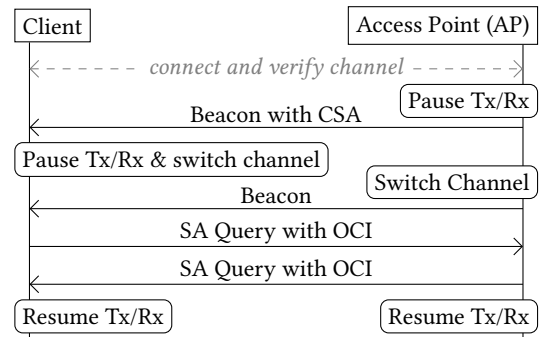 Client
Access Point (AP)
connect and verify channel
Pause Tx/Rx
Beacon with CSA
Pause Tx/Rx & switch channel
Switch Channel
Beacon
SA Query with OCI
SA Query with OCI
Resume Tx/Rx
Resume Tx/Rx